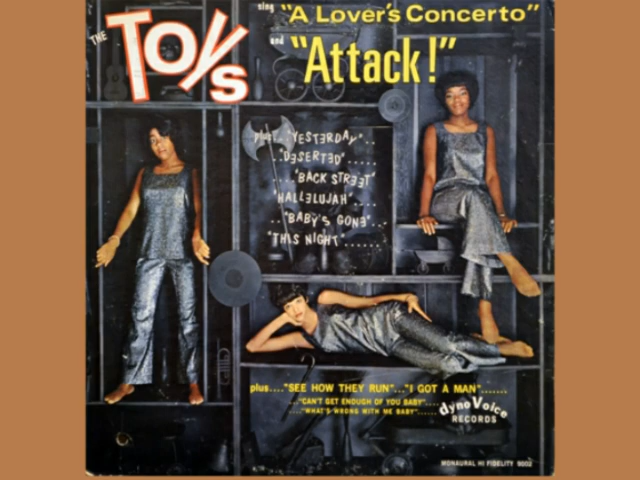 THE TOYS
sing "A Lover's Concerto"
and "Attack!"
plus..."YESTERDAY"..
.."DESERTED".....
...."BACK STREET"
"HALLELUJAH"....
.."BABY'S GONE"..
"THIS NIGHT"......
plus...."SEE HOW THEY RUN"..."I GOT A MAN".......
..."CAN'T GET ENOUGH OF YOU BABY"....
...."WHAT'S WRONG WITH ME BABY"......
dynoVoice
RECORDS
MONAURAL HI FIDELITY 9002